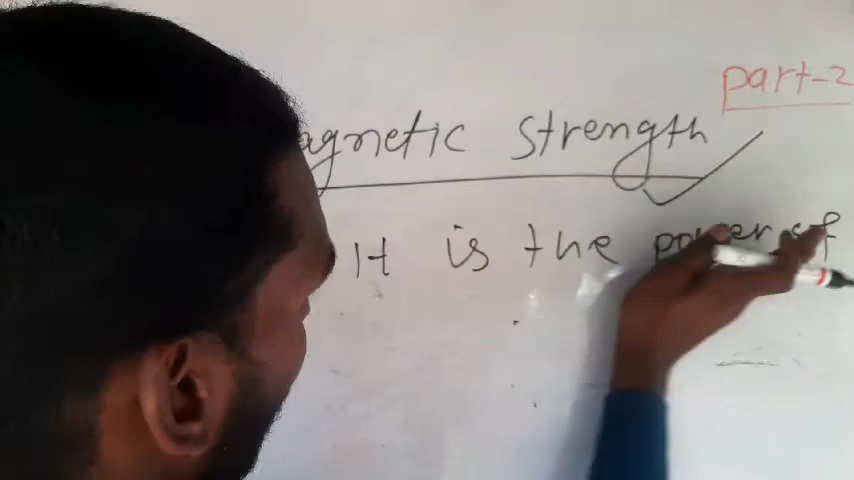 part-2
agnetic strength
It is the power of